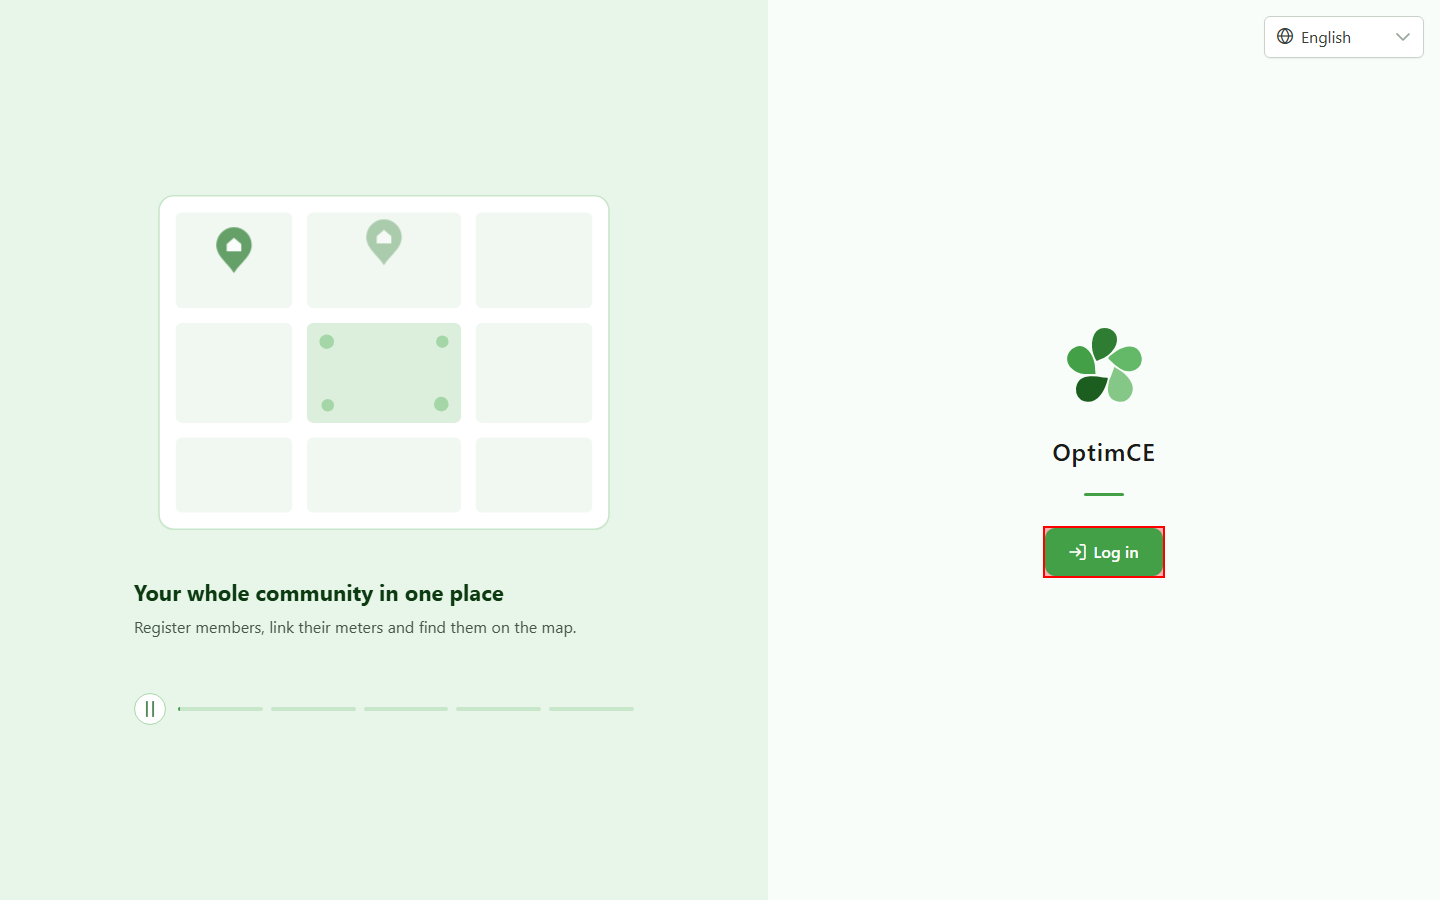 English
OptimCE
Log in
Your whole community in one place
Register members, link their meters and find them on the map.